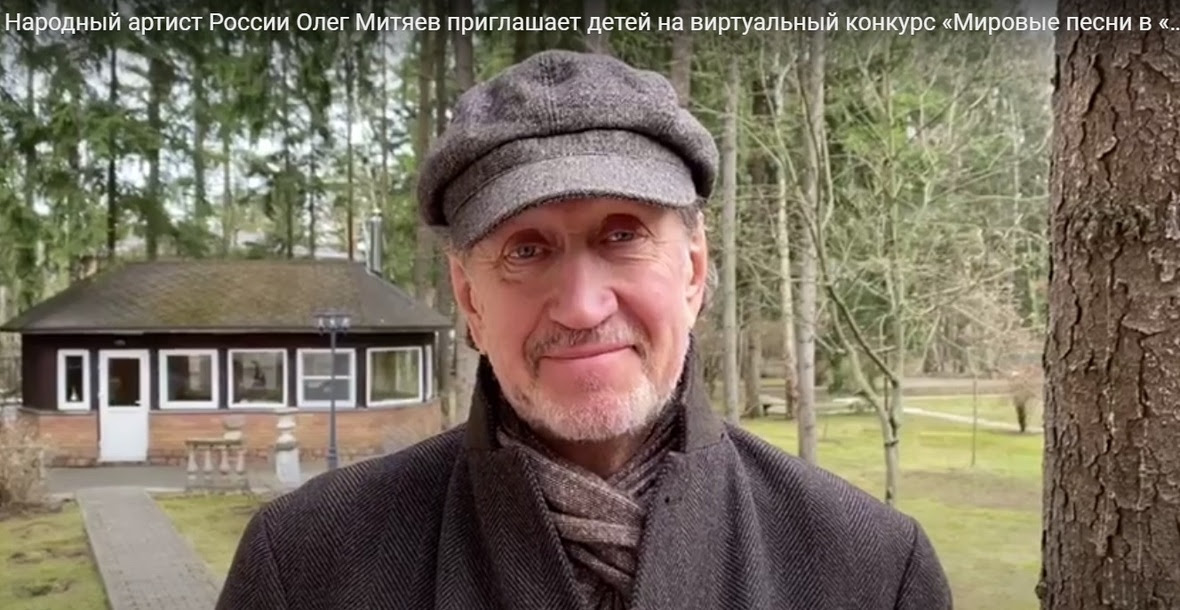 Народный артист России Олег Митяев приглашает детей на виртуальный конкурс «Мировые песни в «...